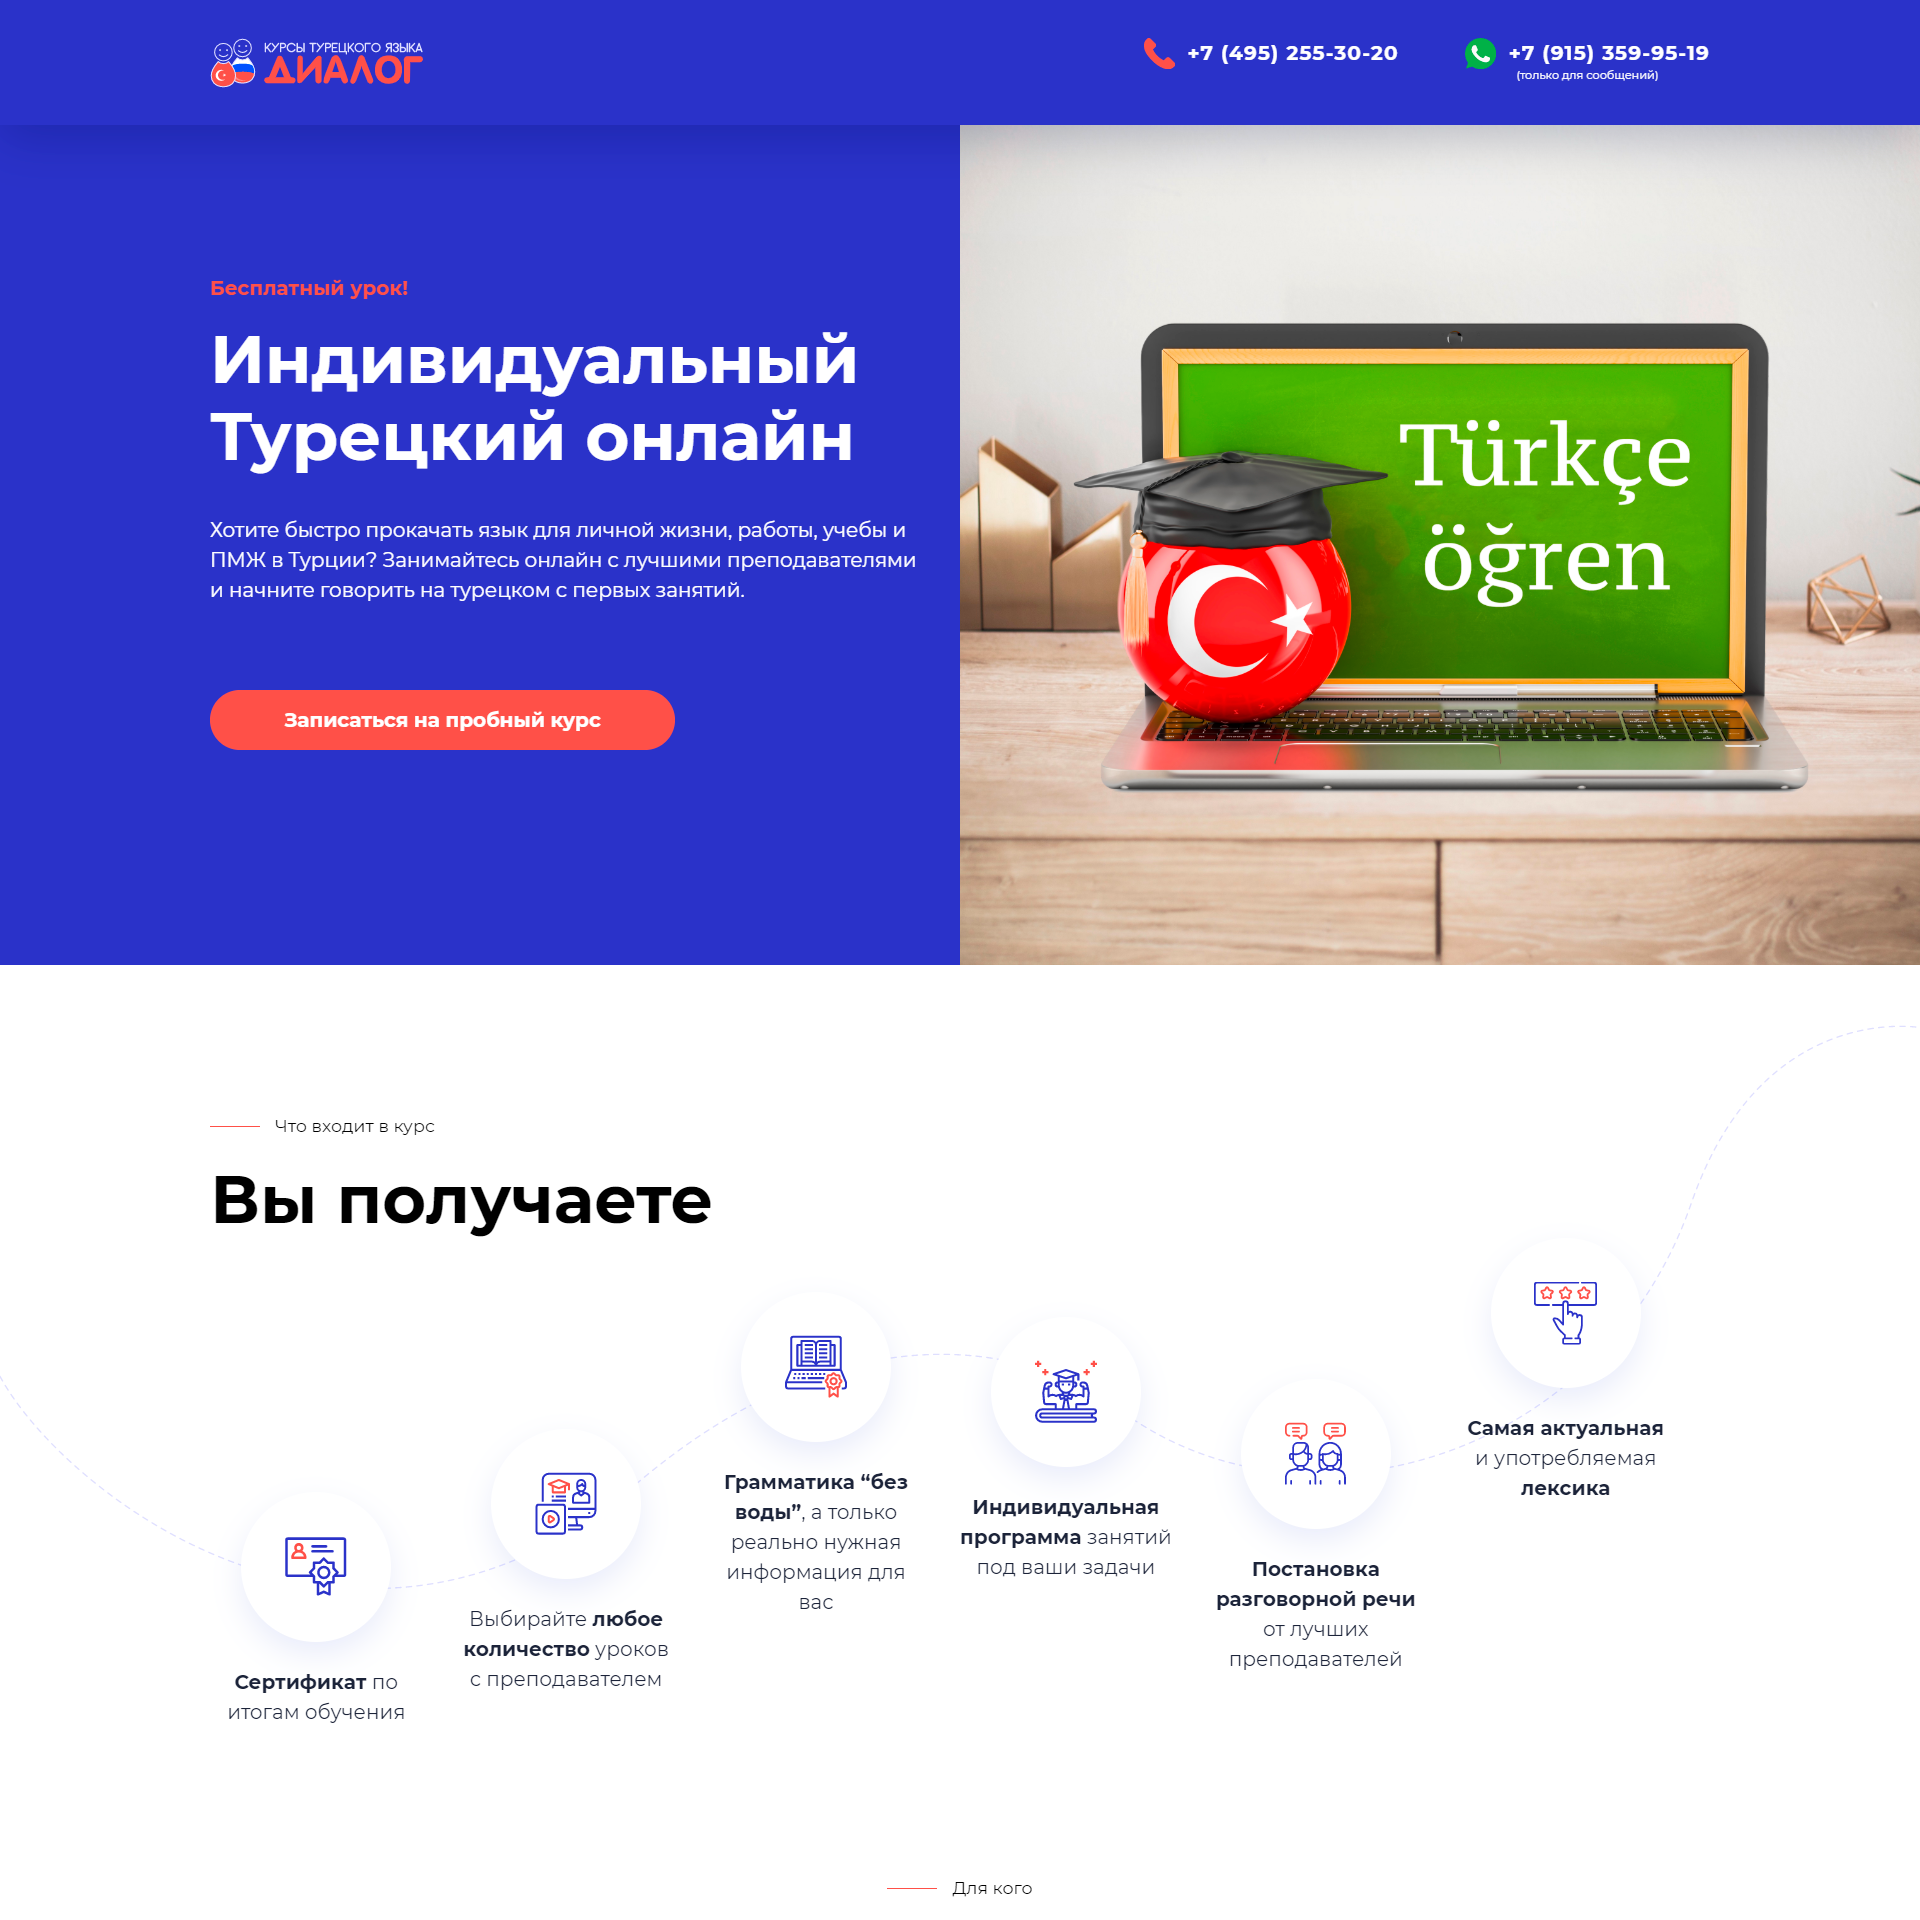 КУРСЫ ТУРЕЦКОГО ЯЗЫКА
ДИАЛОГ
+7 (495) 255-30-20
+7 (915) 359-95-19
(только для сообщений)
Бесплатный урок!
Индивидуальный
Турецкий онлайн
Хотите быстро прокачать язык для личной жизни, работы, учебы и
ПМЖ в Турции? Занимайтесь онлайн с лучшими преподавателями
и начните говорить на турецком с первых занятий.
Записаться на пробный курс
Türkçe
öğren
Что входит в курс
Вы получаете
Сертификат по
итогам обучения
Выбирайте любое
количество уроков
с преподавателем
Грамматика “без
воды”, а только
реально нужная
информация для
вас
Индивидуальная
программа занятий
под ваши задачи
Постановка
разговорной речи
от лучших
преподавателей
Самая актуальная
и употребляемая
лексика
Для кого